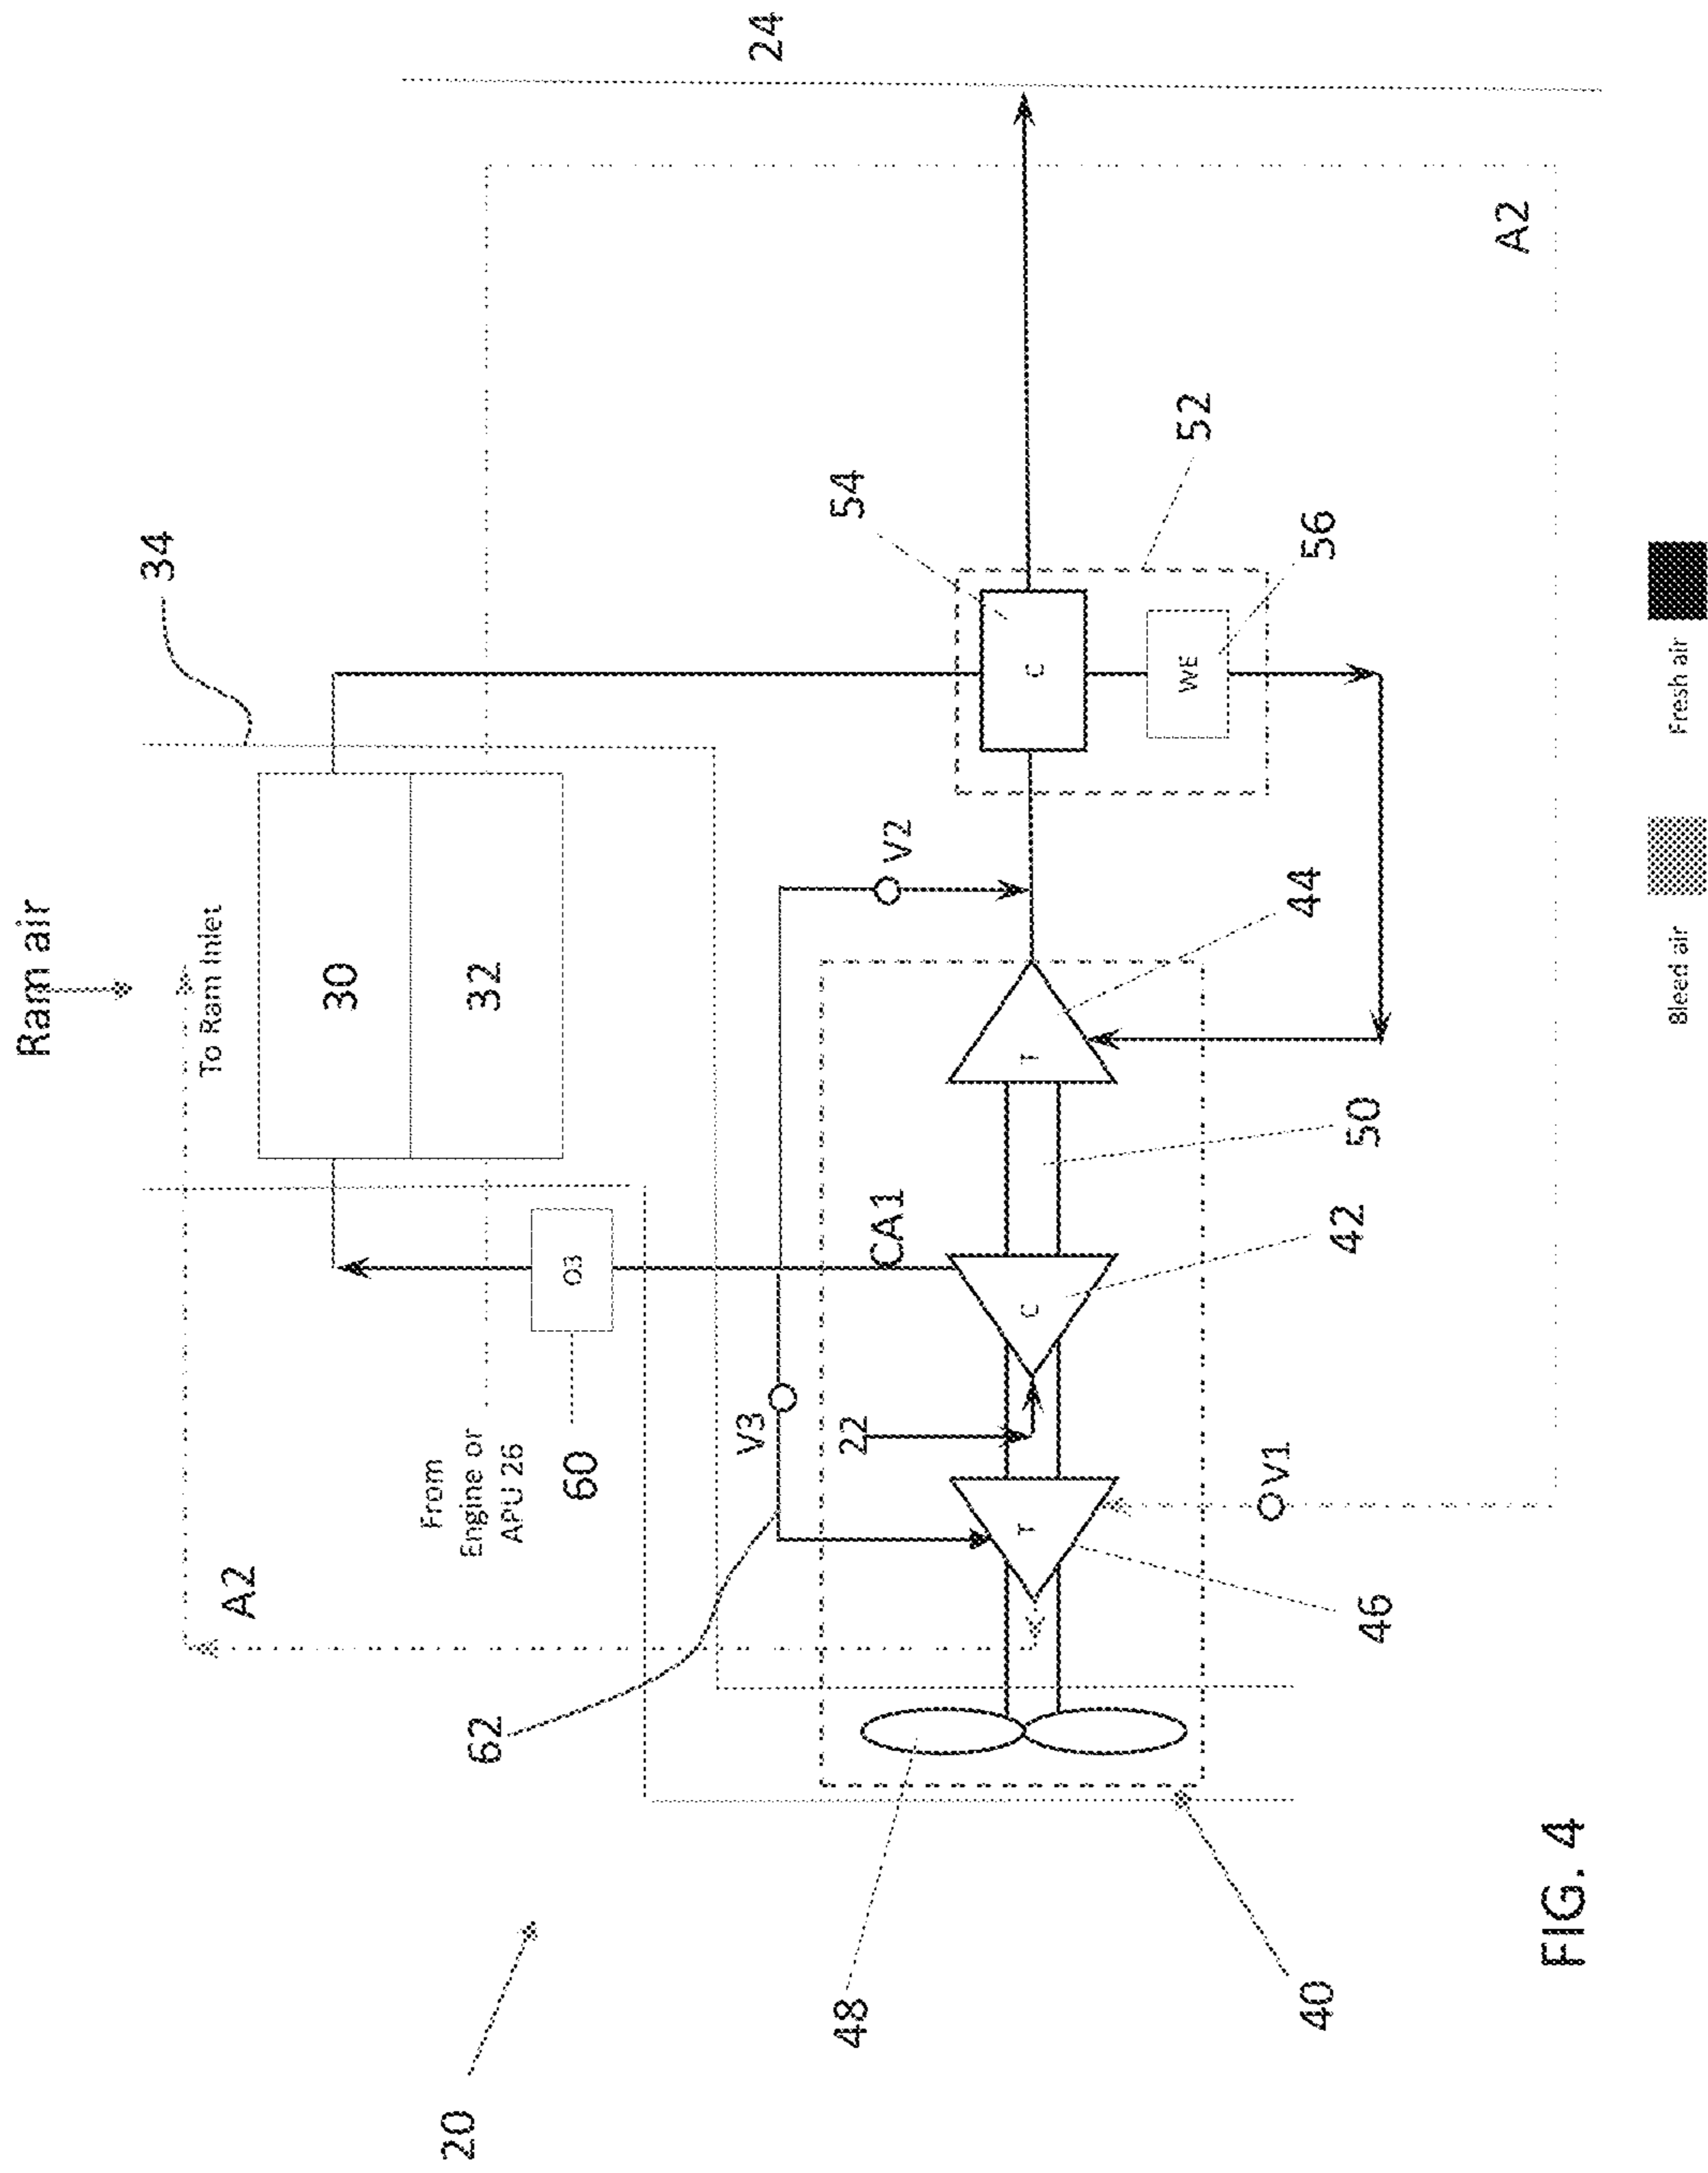 Ram air
34
To Ram Inlet
24
30
32
A2
From
Engine or
APU 26
O3
60
62
V3
V2
CA1
22
54
52
C
WE
56
T
C
T
44
50
42
46
V1
48
40
20
A2
Bleed air
Fresh air
FIG. 4